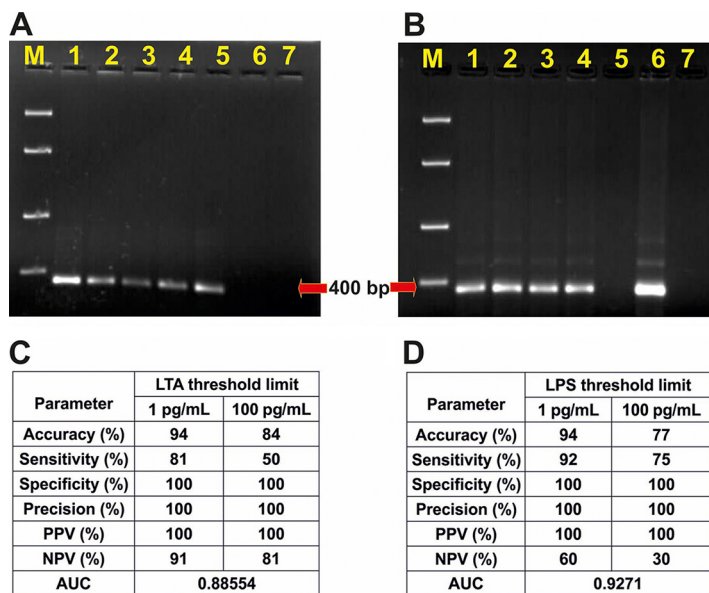 A
M 1 2 3 4 5 6 7
B
M 1 2 3 4 5 6 7
400 bp
C
Parameter LTA threshold limit
1 pg/mL 100 pg/mL
Accuracy (%) 94 84
Sensitivity (%) 81 50
Specificity (%) 100 100
Precision (%) 100 100
PPV (%) 100 100
NPV (%) 91 81
AUC 0.88554
D
Parameter LPS threshold limit
1 pg/mL 100 pg/mL
Accuracy (%) 94 77
Sensitivity (%) 92 75
Specificity (%) 100 100
Precision (%) 100 100
PPV (%) 100 100
NPV (%) 60 30
AUC 0.9271